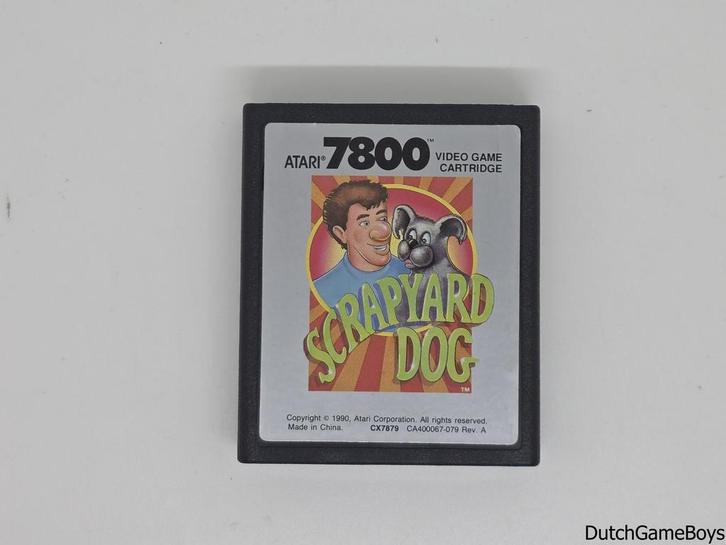 ATARI® 7800™ VIDEO GAME
CARTRIDGE
SCRAPYARD
DOG
TM
Copyright © 1990, Atari Corporation. All rights reserved.
Made in China. CX7879 CA400067-079 Rev. A
DutchGameBoys